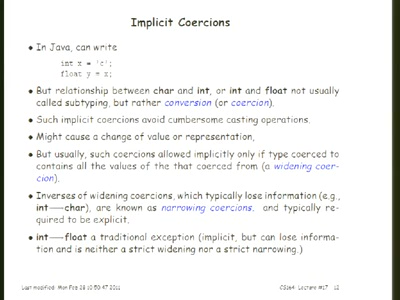 Implicit Coercions
• In Java, can write
int x = 'c';
float y = x;
• But relationship between char and int, or int and float not usually
called subtyping, but rather conversion (or coercion).
• Such implicit coercions avoid cumbersome casting operations.
• Might cause a change of value or representation,
• But usually, such coercions allowed implicitly only if type coerced to
contains all the values of the that coerced from (a widening coer-
cion).
• Inverses of widening coercions, which typically lose information (e.g.,
int—→char), are known as narrowing coercions. and typically re-
quired to be explicit.
• int—→float a traditional exception (implicit, but can lose informa-
tion and is neither a strict widening nor a strict narrowing.)
Last modified: Mon Feb 28 10:59:47 2011
CS164: Lecture #17 12